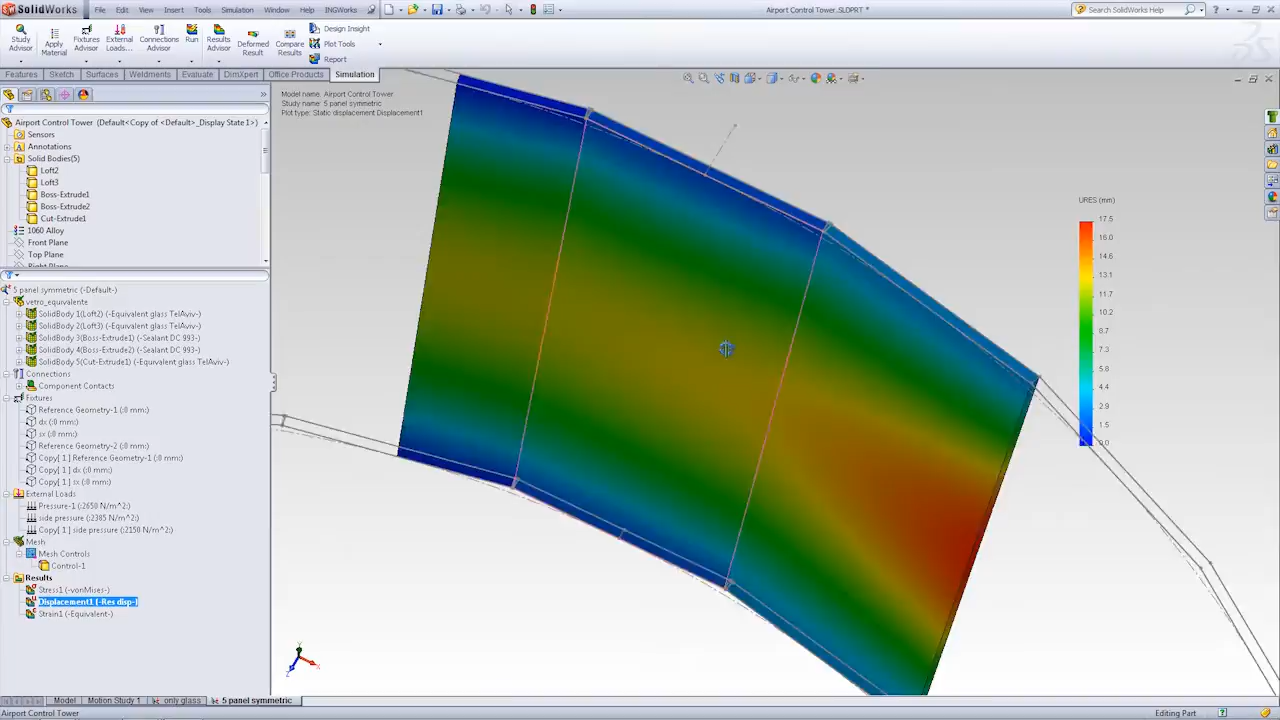 SolidWorks
File Edit View Insert Tools Simulation Window Help INGWorks
Airport Control Tower.SLDPRT *
Search SolidWorks Help
Study Advisor
Apply Material
Fixtures Advisor
External Loads...
Connections Advisor
Run
Results Advisor
Deformed Result
Compare Results
Design Insight
Plot Tools
Report
Features Sketch Surfaces Weldments Evaluate DimXpert Office Products Simulation
Airport Control Tower (Default<Copy of <Default>_Display State 1>)
Sensors
Annotations
Solid Bodies(5)
Loft2
Loft3
Boss-Extrude1
Boss-Extrude2
Cut-Extrude1
1060 Alloy
Front Plane
Top Plane
Right Plane
5 panel symmetric (-Default-)
vetro_equivalente
SolidBody 1(Loft2) (-Equivalent glass TelAviv-)
SolidBody 2(Loft3) (-Equivalent glass TelAviv-)
SolidBody 3(Boss-Extrude1) (-Sealant DC 993-)
SolidBody 4(Boss-Extrude2) (-Sealant DC 993-)
SolidBody 5(Cut-Extrude1) (-Equivalent glass TelAviv-)
Connections
Component Contacts
Fixtures
Reference Geometry-1 (:0 mm:)
dx (:0 mm:)
sx (:0 mm:)
Reference Geometry-2 (:0 mm:)
Copy[ 1 ] Reference Geometry-1 (:0 mm:)
Copy[ 1 ] dx (:0 mm:)
Copy[ 1 ] sx (:0 mm:)
External Loads
Pressure-1 (:2650 N/m^2:)
side pressure (:2385 N/m^2:)
Copy[ 1 ] side pressure (:2150 N/m^2:)
Mesh
Mesh Controls
Control-1
Results
Stress1 (-vonMises-)
Displacement1 (-Res disp-)
Strain1 (-Equivalent-)
Model name: Airport Control Tower
Study name: 5 panel symmetric
Plot type: Static displacement Displacement1
URES (mm)
17.5
16.0
14.6
13.1
11.7
10.2
8.7
7.3
5.8
4.4
2.9
1.5
0.0
Model Motion Study 1 only glass 5 panel symmetric
Airport Control Tower
Editing Part